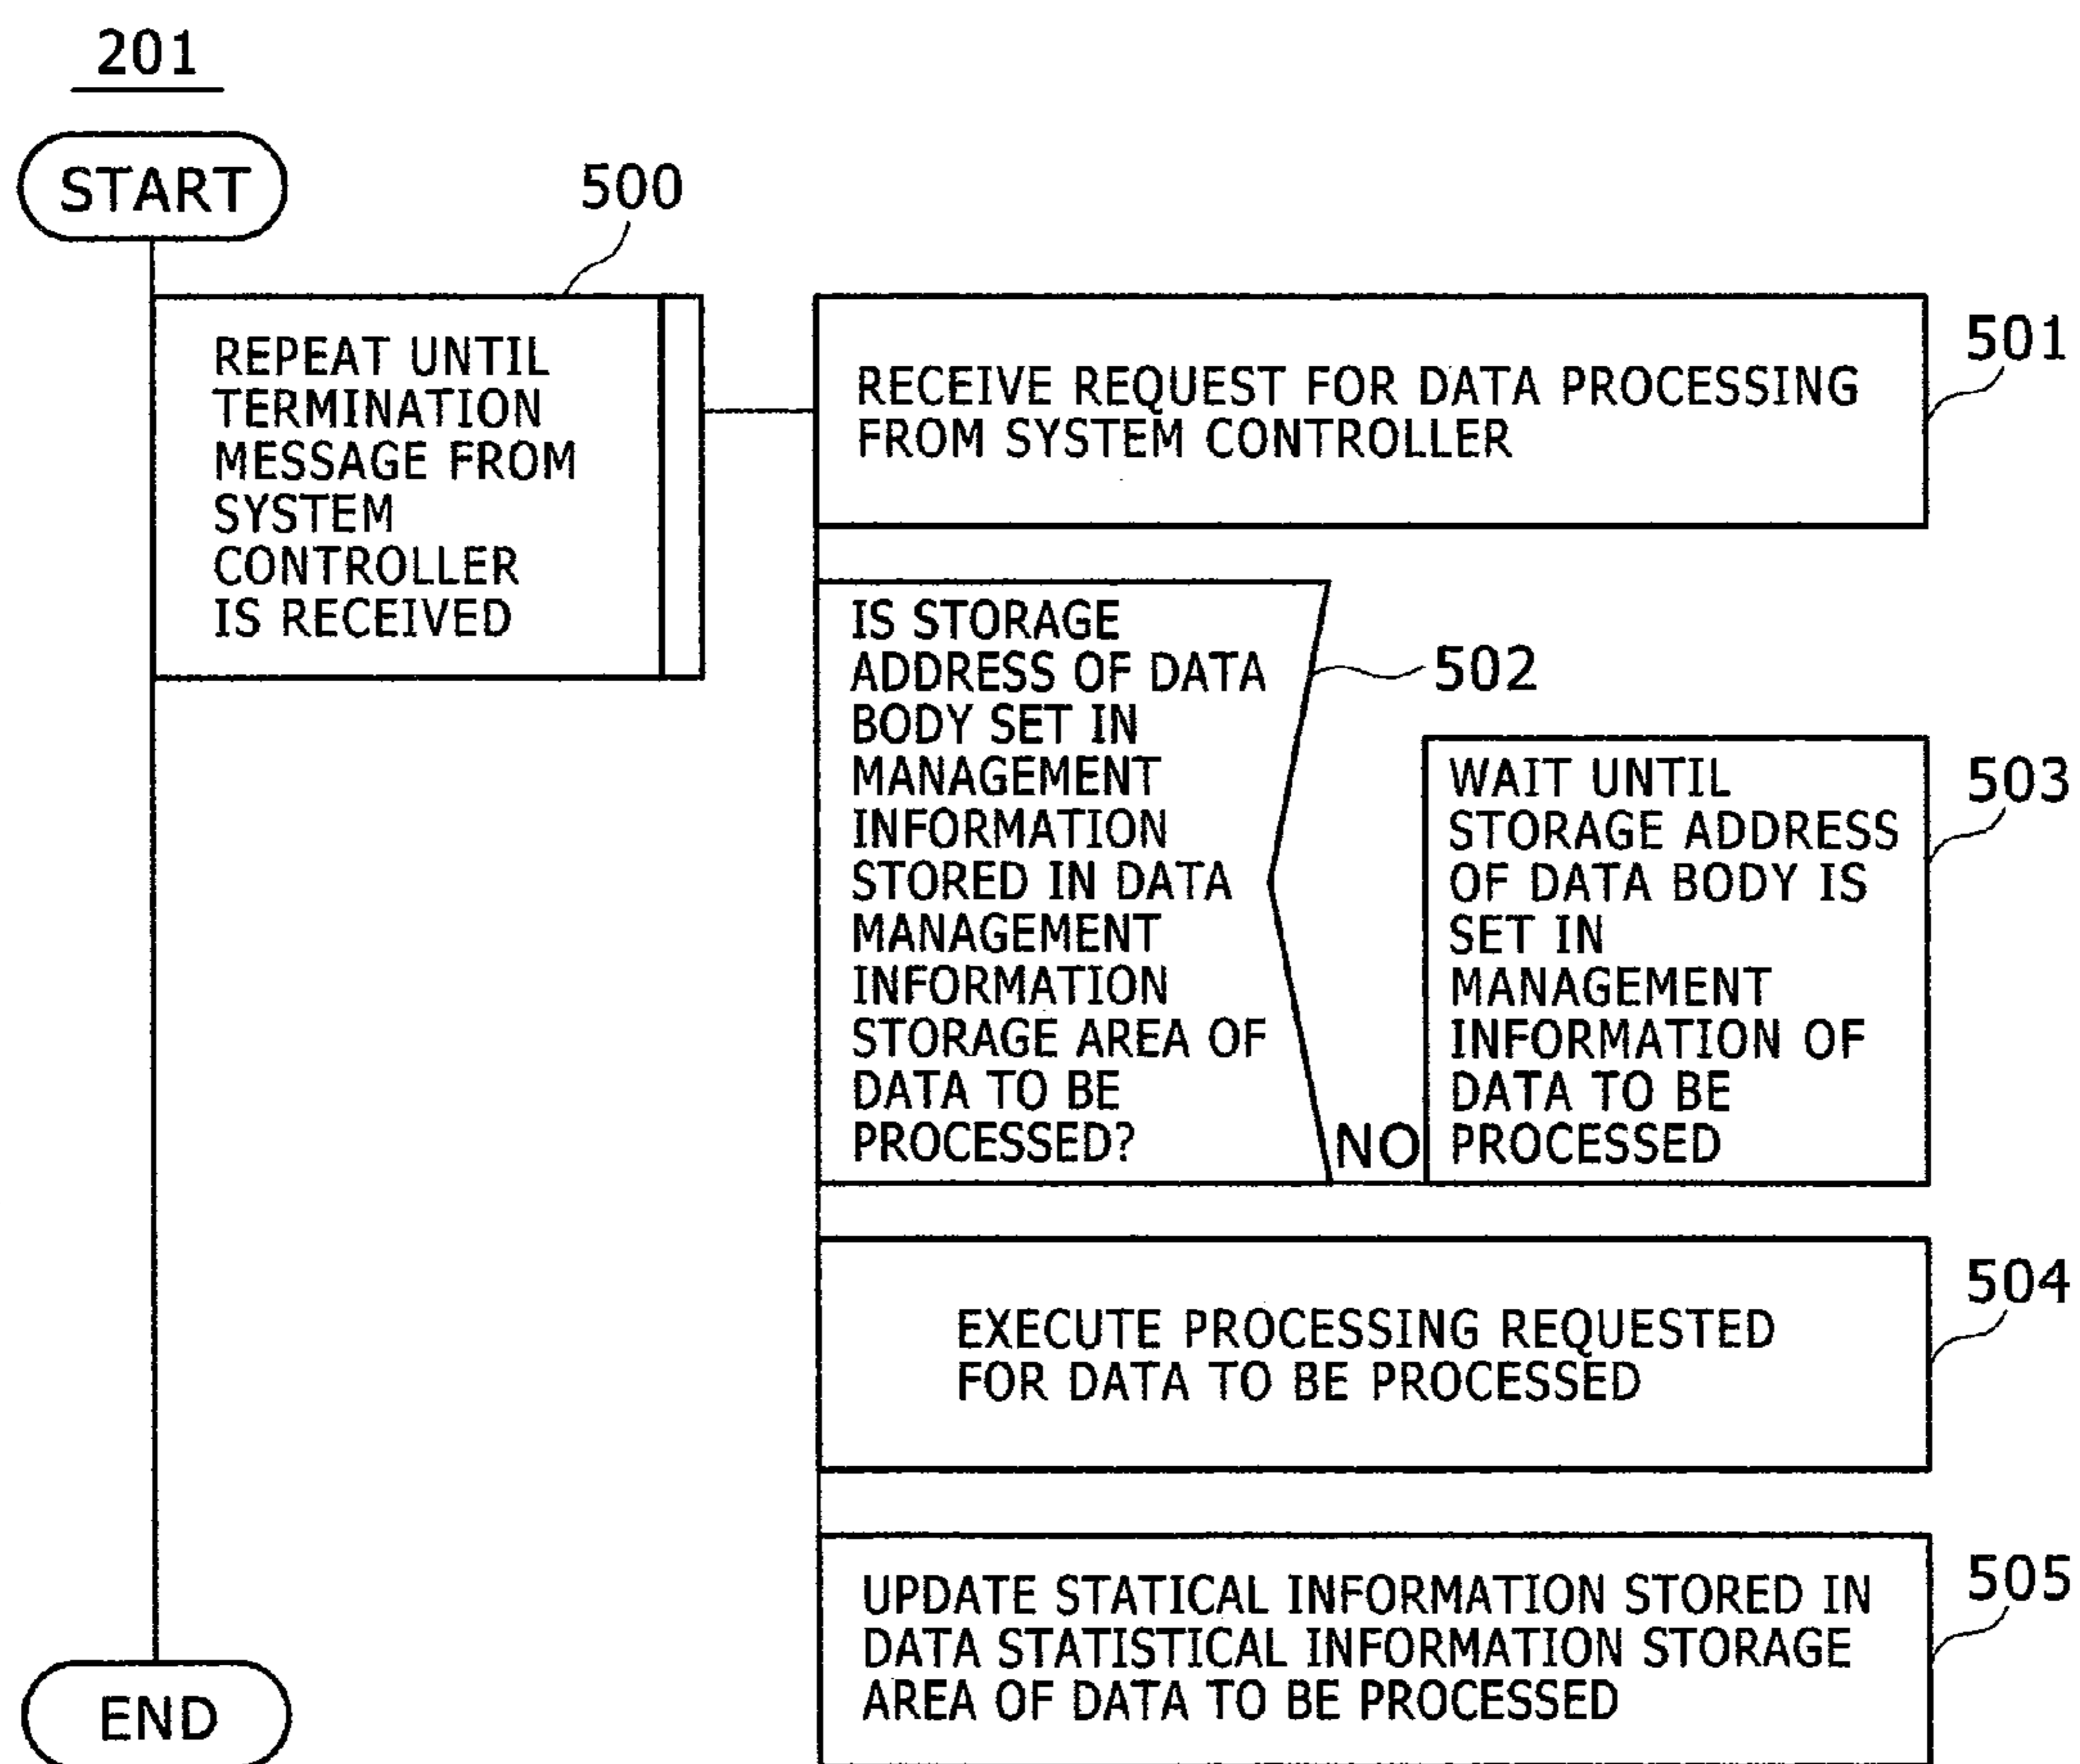 201
START
500
REPEAT UNTIL
TERMINATION
MESSAGE FROM
SYSTEM
CONTROLLER
IS RECEIVED
501
RECEIVE REQUEST FOR DATA PROCESSING
FROM SYSTEM CONTROLLER
IS STORAGE
ADDRESS OF DATA
BODY SET IN
MANAGEMENT
INFORMATION
STORED IN DATA
MANAGEMENT
INFORMATION
STORAGE AREA OF
DATA TO BE
PROCESSED?
502
NO
WAIT UNTIL
STORAGE ADDRESS
OF DATA BODY IS
SET IN
MANAGEMENT
INFORMATION OF
DATA TO BE
PROCESSED
503
EXECUTE PROCESSING REQUESTED
FOR DATA TO BE PROCESSED
504
UPDATE STATICAL INFORMATION STORED IN
DATA STATISTICAL INFORMATION STORAGE
AREA OF DATA TO BE PROCESSED
505
END